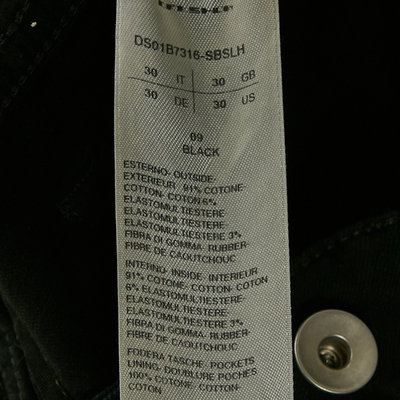 DS01B7316-SBSLH
30 IT 30 GB
30 DE 30 US
09
BLACK
ESTERNO- OUTSIDE-
EXTERIEUR 91% COTONE-
COTTON- COTON 6%
ELASTOMULTIESTERE-
ELASTOMULTIESTERE-
ELASTOMULTIESTERE 3%
FIBRA DI GOMMA- RUBBER-
FIBRE DE CAOUTCHOUC
INTERNO- INSIDE- INTERIEUR
91% COTONE- COTTON- COTON
6% ELASTOMULTIESTERE-
ELASTOMULTIESTERE-
ELASTOMULTIESTERE 3%
FIBRA DI GOMMA- RUBBER-
FIBRE DE CAOUTCHOUC
FODERA TASCHE- POCKETS
LINING- DOUBLURE POCHES
100% COTONE- COTTON-
COTON